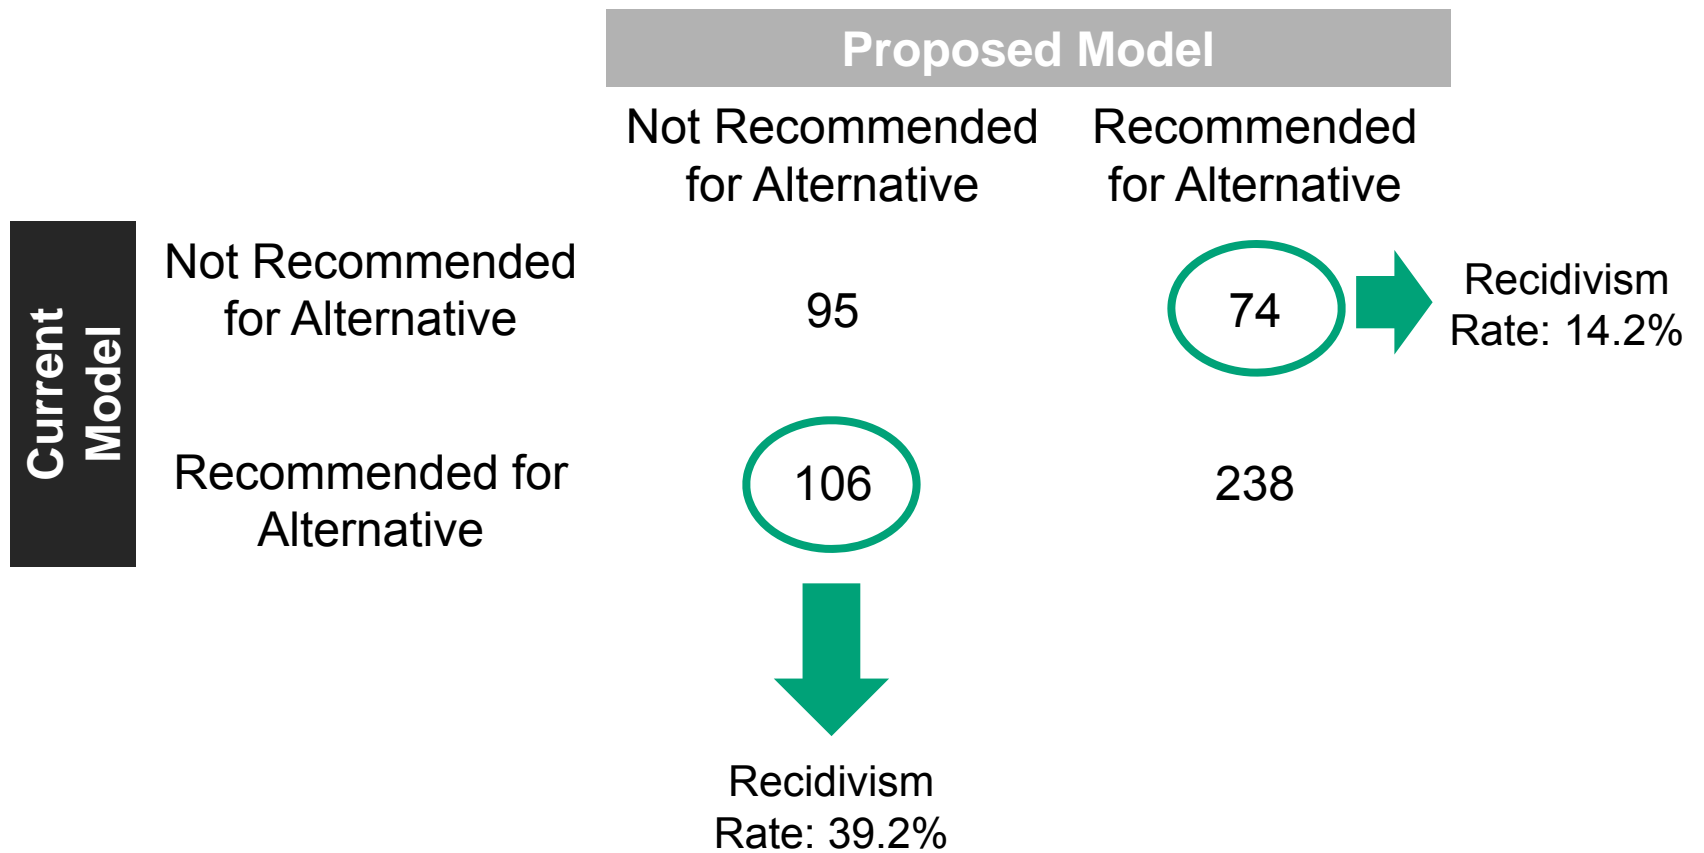 Proposed Model
Not Recommended
for Alternative
Recommended
for Alternative
Current
Model
Not Recommended
for Alternative
95
74
Recidivism
Rate: 14.2%
Recommended for
Alternative
106
238
Recidivism
Rate: 39.2%